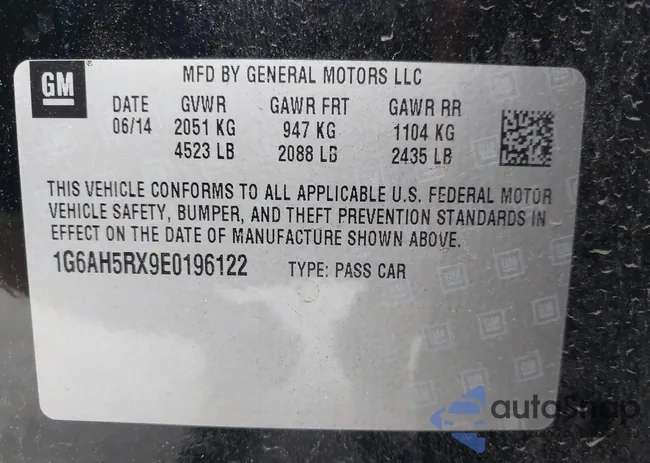 GM
MFD BY GENERAL MOTORS LLC
DATE GVWR GAWR FRT GAWR RR
06/14 2051 KG 947 KG 1104 KG
4523 LB 2088 LB 2435 LB
THIS VEHICLE CONFORMS TO ALL APPLICABLE U.S. FEDERAL MOTOR
VEHICLE SAFETY, BUMPER, AND THEFT PREVENTION STANDARDS IN
EFFECT ON THE DATE OF MANUFACTURE SHOWN ABOVE.
1G6AH5RX9E0196122 TYPE: PASS CAR
autoSnap